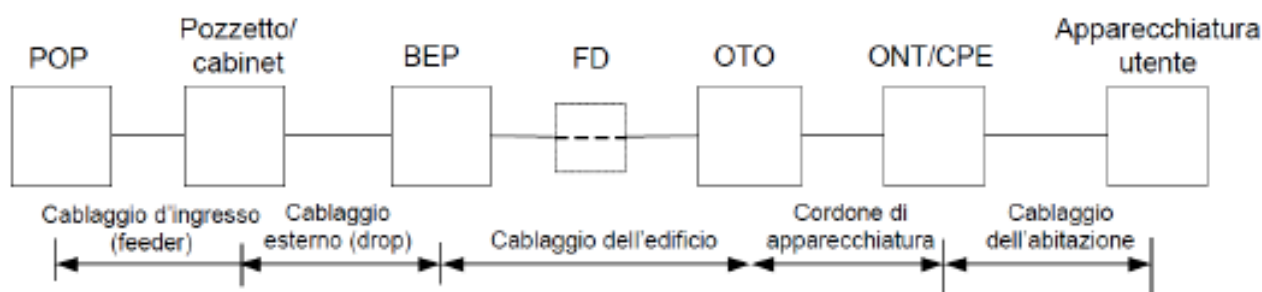 POP
Pozzetto/
cabinet
BEP
FD
OTO
ONT/CPE
Apparecchiatura
utente
Cablaggio d'ingresso
(feeder)
Cablaggio
esterno (drop)
Cablaggio dell'edificio
Cordone di
apparecchiatura
Cablaggio
dell'abitazione